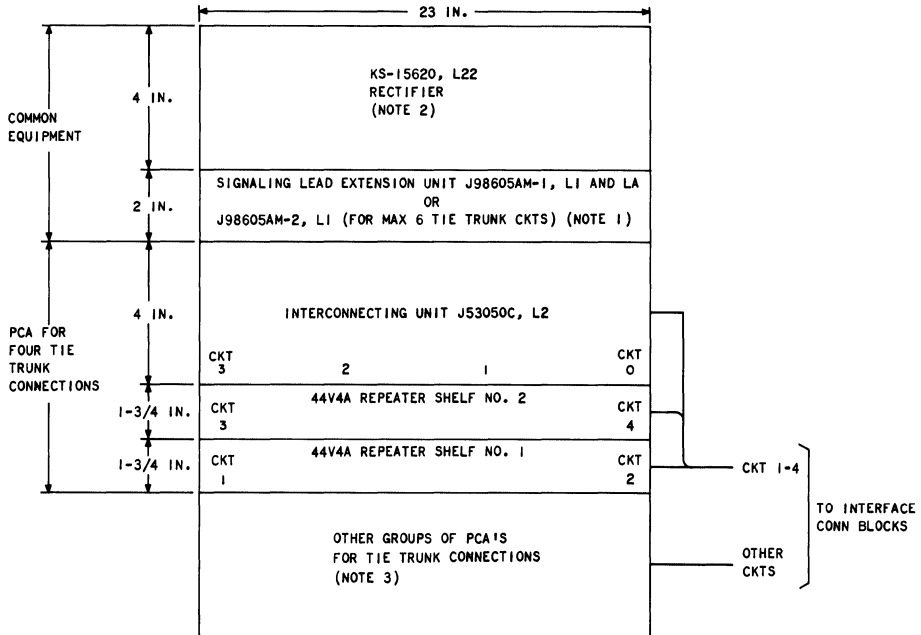 23 IN.
KS-15620, L22
RECTIFIER
(NOTE 2)
4 IN.
COMMON
EQUIPMENT
SIGNALING LEAD EXTENSION UNIT J98605AM-1, L1 AND LA
OR
J98605AM-2, L1 (FOR MAX 6 TIE TRUNK CKTS) (NOTE 1)
2 IN.
INTERCONNECTING UNIT J53050C, L2
4 IN.
PCA FOR
FOUR TIE
TRUNK
CONNECTIONS
CKT
3
2
1
CKT
0
44V4A REPEATER SHELF NO. 2
1-3/4 IN.
CKT
3
CKT
4
44V4A REPEATER SHELF NO. 1
1-3/4 IN.
CKT
1
CKT
2
CKT 1-4
TO INTERFACE
CONN BLOCKS
OTHER GROUPS OF PCA'S
FOR TIE TRUNK CONNECTIONS
(NOTE 3)
OTHER
CKTS